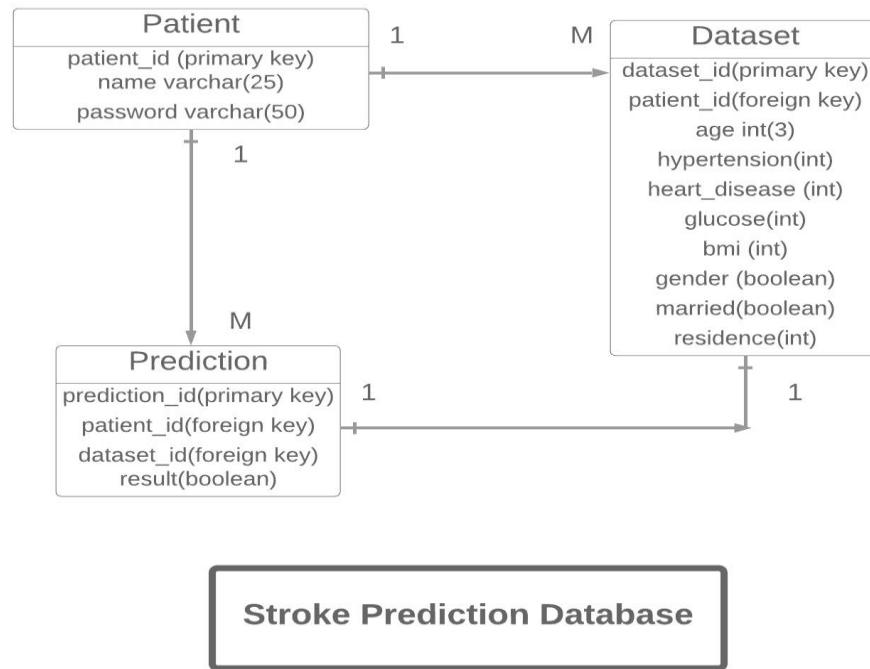 Patient
patient_id (primary key)
name varchar(25)
password varchar(50)
1
M
Dataset
dataset_id(primary key)
patient_id(foreign key)
age int(3)
hypertension(int)
heart_disease (int)
glucose(int)
bmi (int)
gender (boolean)
married(boolean)
residence(int)
1
M
Prediction
prediction_id(primary key)
patient_id(foreign key)
dataset_id(foreign key)
result(boolean)
1
1
Stroke Prediction Database